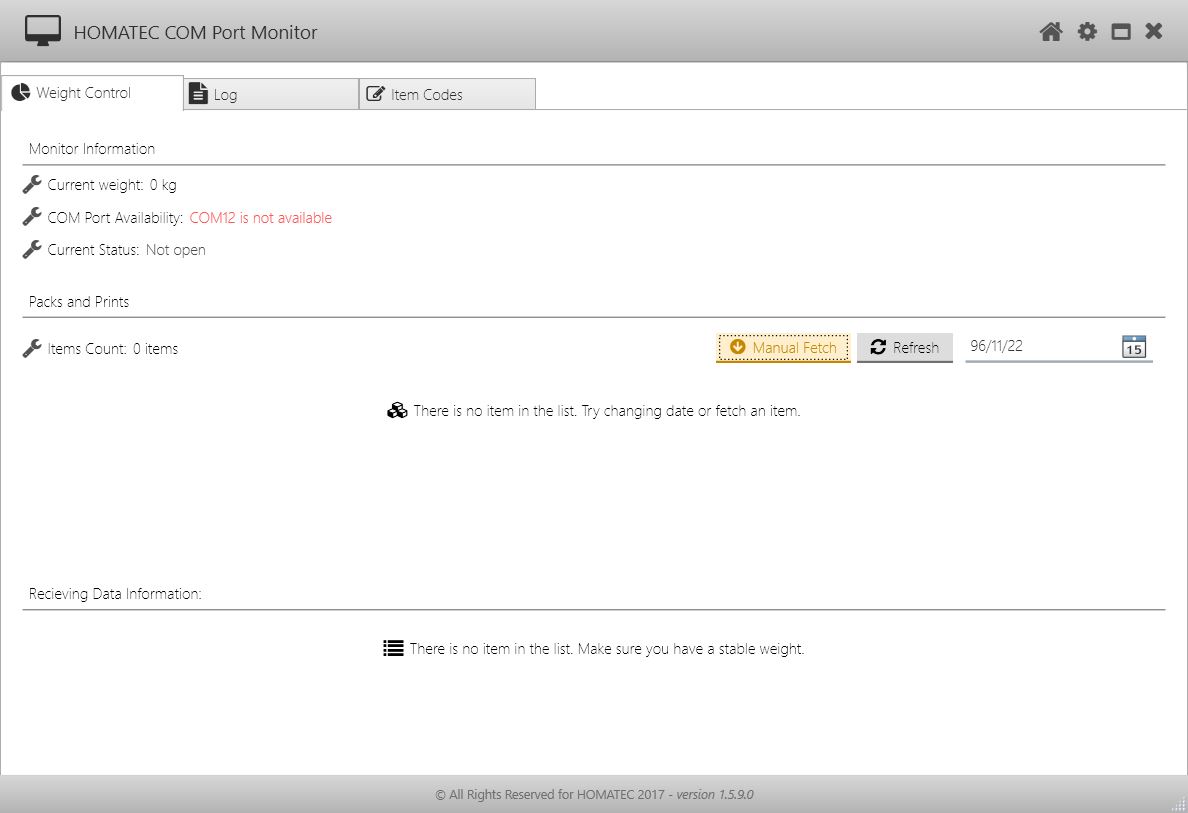 HOMATEC COM Port Monitor
Weight Control
Log
Item Codes
Monitor Information
Current weight: 0 kg
COM Port Availability: COM12 is not available
Current Status: Not open
Packs and Prints
Items Count: 0 items
Manual Fetch
Refresh
96/11/22
15
There is no item in the list. Try changing date or fetch an item.
Recieving Data Information:
There is no item in the list. Make sure you have a stable weight.
© All Rights Reserved for HOMATEC 2017 - version 1.5.9.0